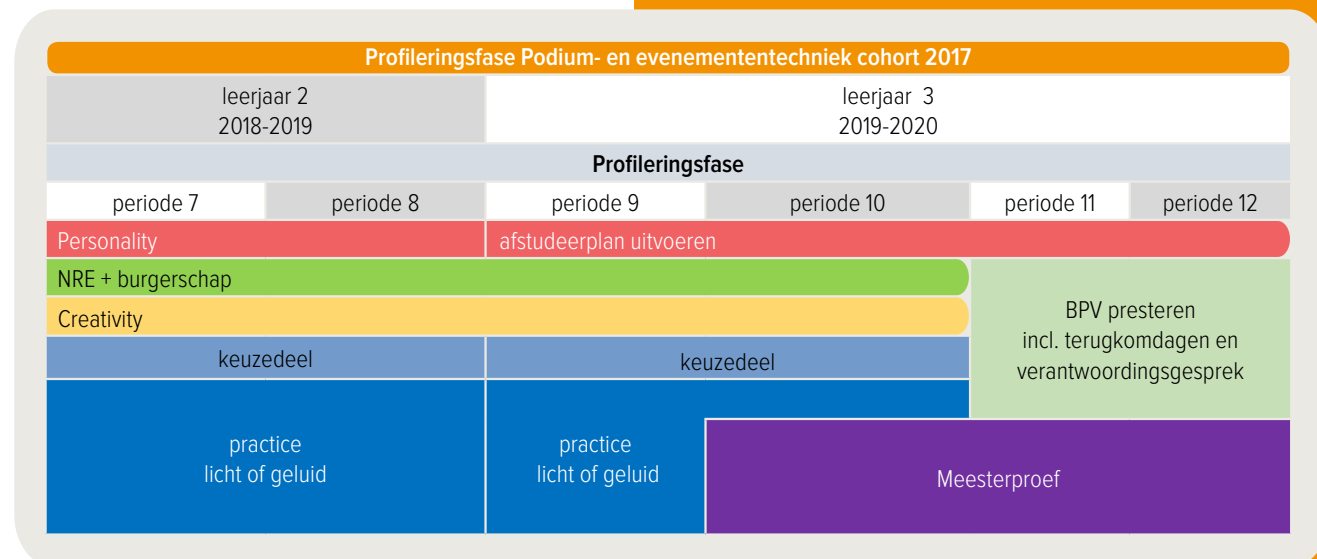 Profileringsfase Podium- en evenemententechniek cohort 2017
leerjaar 2
2018-2019
leerjaar 3
2019-2020
Profileringsfase
periode 7
periode 8
periode 9
periode 10
periode 11
periode 12
Personality
afstudeerplan uitvoeren
NRE + burgerschap
Creativity
BPV presteren
incl. terugkomdagen en
verantwoordingsgesprek
keuzedeel
keuzedeel
practice
licht of geluid
practice
licht of geluid
Meesterproef